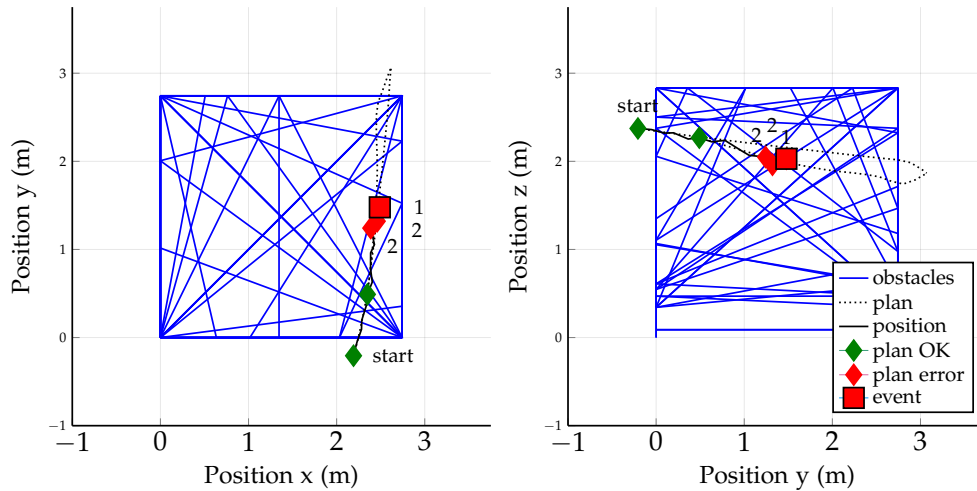 3
2
1
0
−1
−1
0
1
2
3
Position x (m)
Position y (m)
start
1
2
2
3
2
1
0
−1
−1
0
1
2
3
Position y (m)
Position z (m)
start
2
2
1
obstacles
plan
position
plan OK
plan error
event